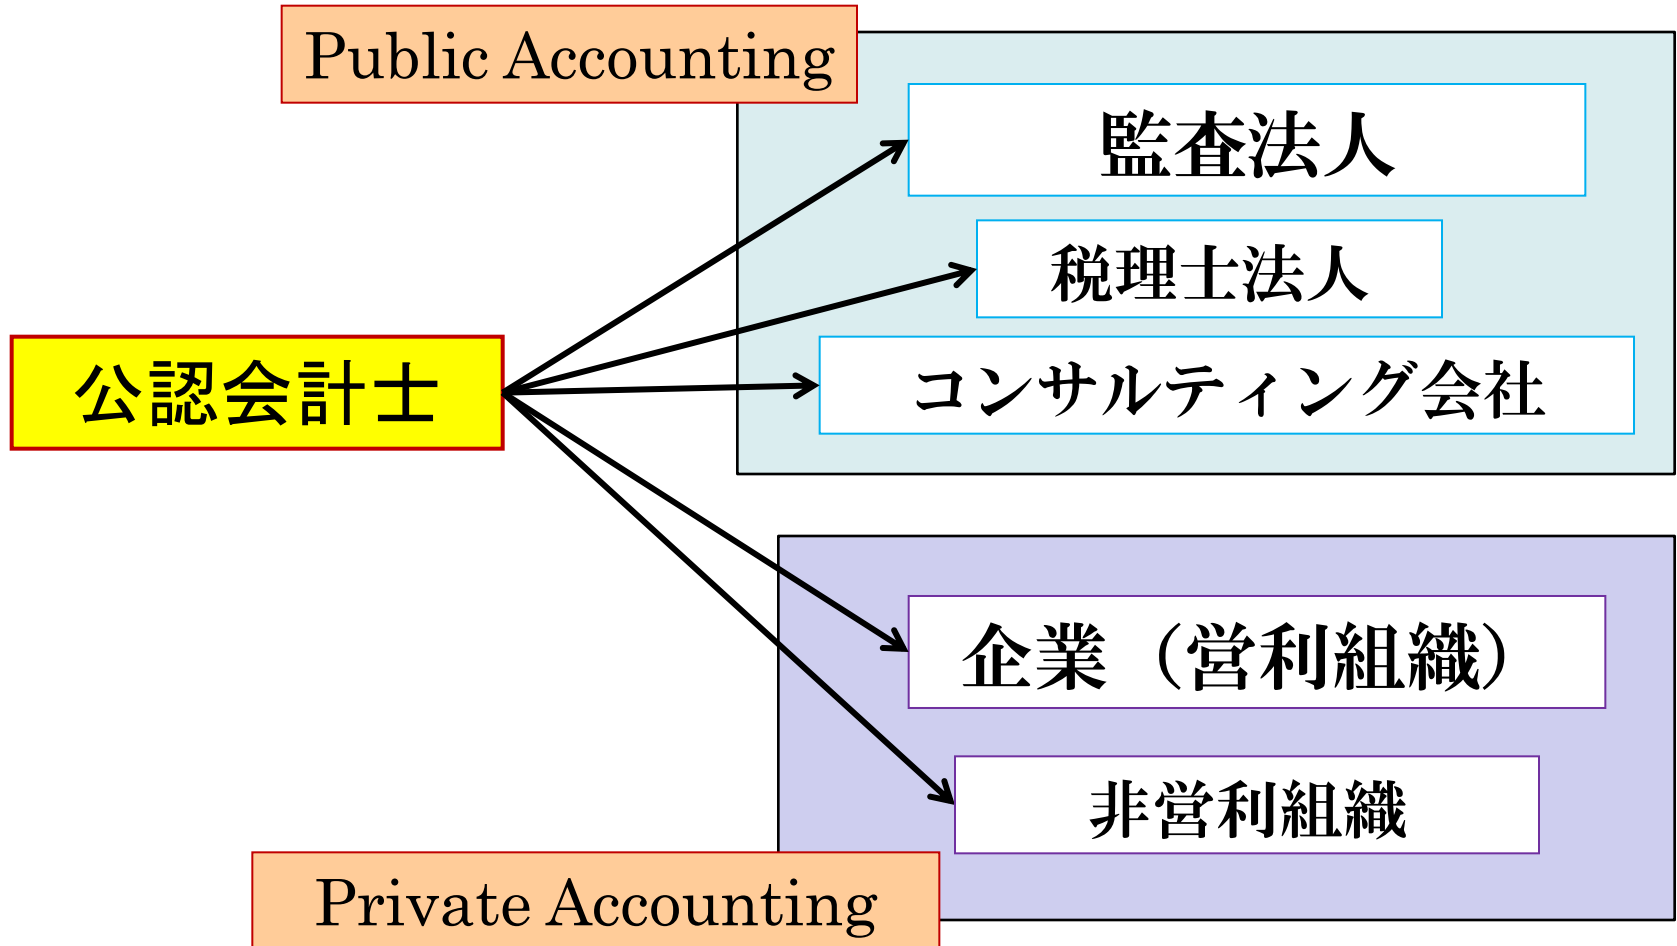 Public Accounting
監査法人
税理士法人
コンサルティング会社
公認会計士
企業（営利組織）
非営利組織
Private Accounting